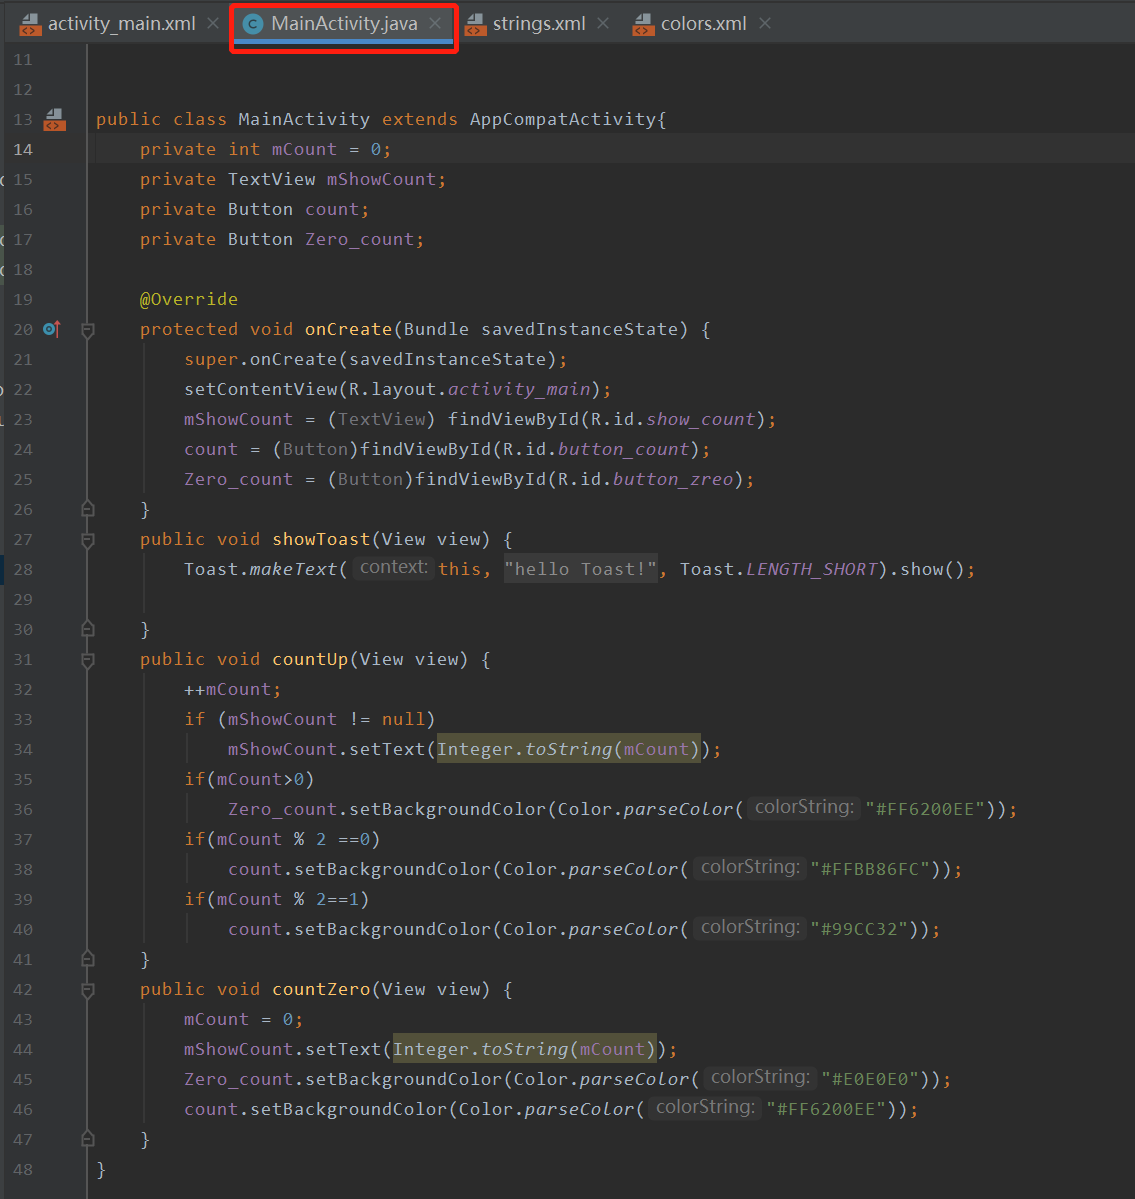 activity_main.xml MainActivity.java strings.xml colors.xml
11
12
13 public class MainActivity extends AppCompatActivity{
14 private int mCount = 0;
15 private TextView mShowCount;
16 private Button count;
17 private Button Zero_count;
18
19 @Override
20 protected void onCreate(Bundle savedInstanceState) {
21 super.onCreate(savedInstanceState);
22 setContentView(R.layout.activity_main);
23 mShowCount = (TextView) findViewById(R.id.show_count);
24 count = (Button)findViewById(R.id.button_count);
25 Zero_count = (Button)findViewById(R.id.button_zreo);
26 }
27 public void showToast(View view) {
28 Toast.makeText( context: this, "hello Toast!", Toast.LENGTH_SHORT).show();
29
30 }
31 public void countUp(View view) {
32 ++mCount;
33 if (mShowCount != null)
34 mShowCount.setText(Integer.toString(mCount));
35 if(mCount>0)
36 Zero_count.setBackgroundColor(Color.parseColor( colorString: "#FF6200EE"));
37 if(mCount % 2 ==0)
38 count.setBackgroundColor(Color.parseColor( colorString: "#FFBB86FC"));
39 if(mCount % 2==1)
40 count.setBackgroundColor(Color.parseColor( colorString: "#99CC32"));
41 }
42 public void countZero(View view) {
43 mCount = 0;
44 mShowCount.setText(Integer.toString(mCount));
45 Zero_count.setBackgroundColor(Color.parseColor( colorString: "#E0E0E0"));
46 count.setBackgroundColor(Color.parseColor( colorString: "#FF6200EE"));
47 }
48 }